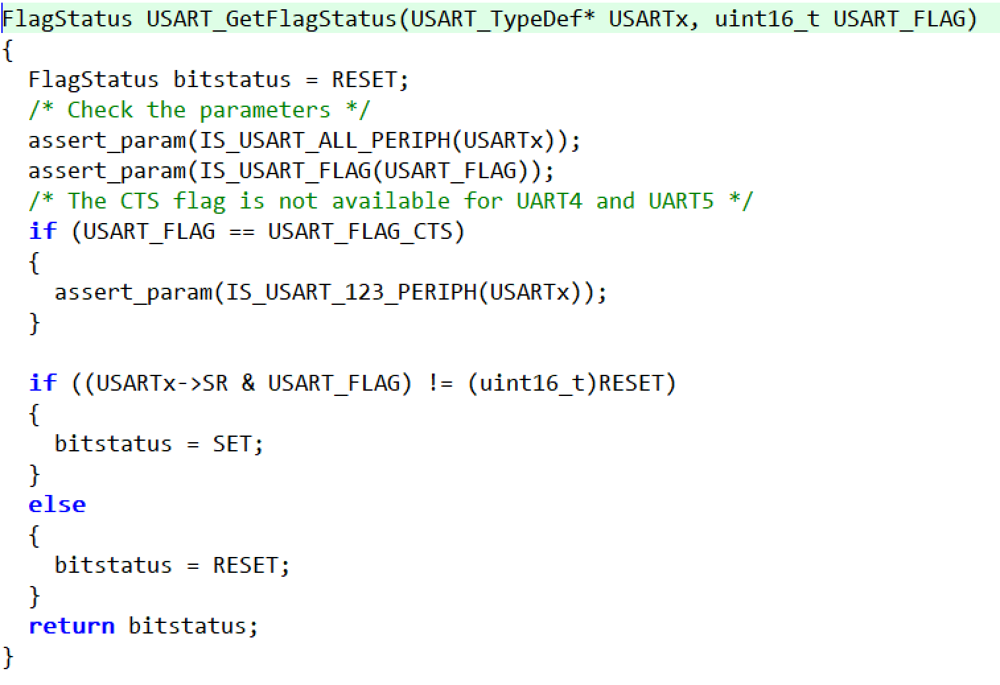 FlagStatus USART_GetFlagStatus(USART_TypeDef* USARTx, uint16_t USART_FLAG)
{
  FlagStatus bitstatus = RESET;
  /* Check the parameters */
  assert_param(IS_USART_ALL_PERIPH(USARTx));
  assert_param(IS_USART_FLAG(USART_FLAG));
  /* The CTS flag is not available for UART4 and UART5 */
  if (USART_FLAG == USART_FLAG_CTS)
  {
    assert_param(IS_USART_123_PERIPH(USARTx));
  }

  if ((USARTx->SR & USART_FLAG) != (uint16_t)RESET)
  {
    bitstatus = SET;
  }
  else
  {
    bitstatus = RESET;
  }
  return bitstatus;
}